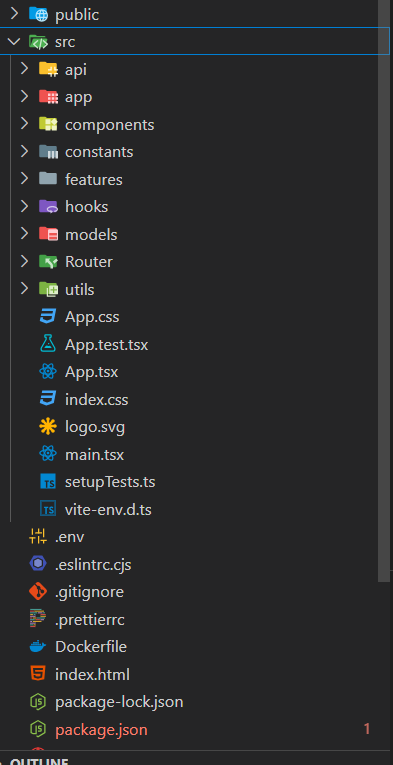 public
src
api
app
components
constants
features
hooks
models
Router
utils
App.css
App.test.tsx
App.tsx
index.css
logo.svg
main.tsx
setupTests.ts
vite-env.d.ts
.env
.eslintrc.cjs
.gitignore
.prettierrc
Dockerfile
index.html
package-lock.json
package.json 1
OUTLINE